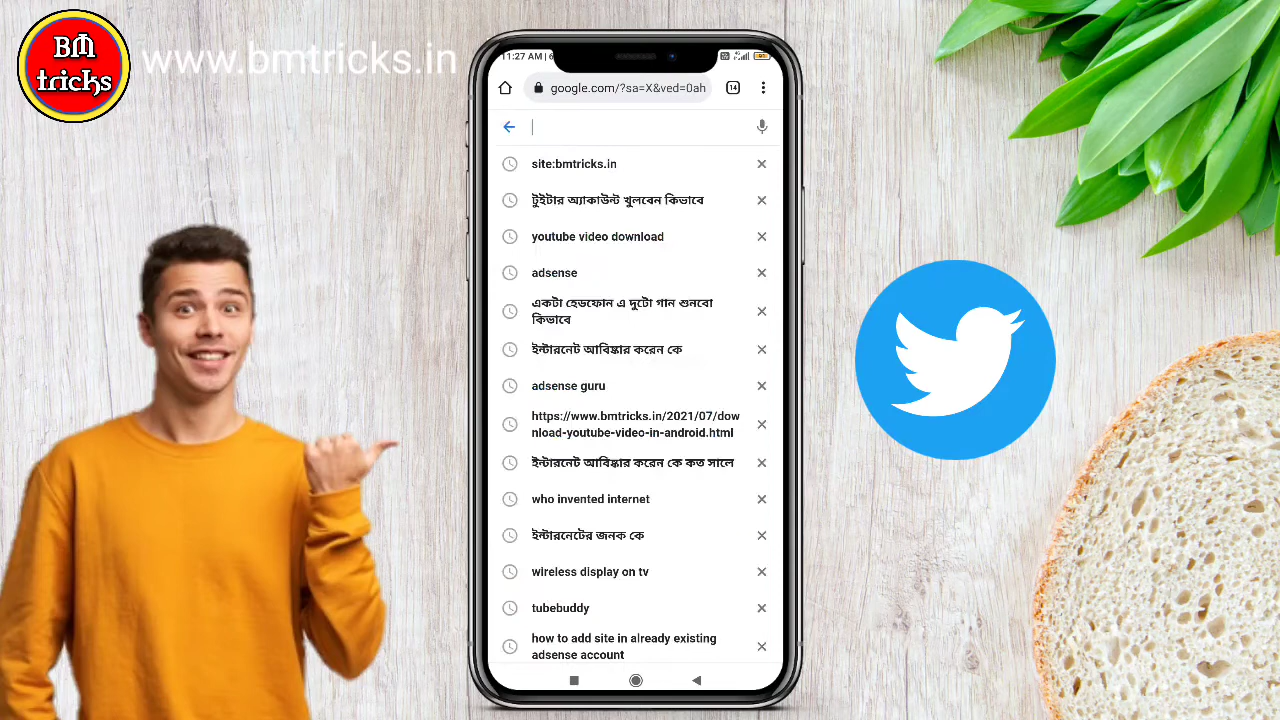 BM
tricks
www.bmtricks.in
11:27 AM | 6
4G
91
google.com/?sa=X&ved=0ah
14
site:bmtricks.in
টুইটার অ্যাকাউন্ট খুলবেন কিভাবে
youtube video download
adsense
একটা হেডফোন এ দুটো গান শুনবো
কিভাবে
ইন্টারনেট আবিষ্কার করেন কে
adsense guru
https://www.bmtricks.in/2021/07/dow
nload-youtube-video-in-android.html
ইন্টারনেট আবিষ্কার করেন কে কত সালে
who invented internet
ইন্টারনেটের জনক কে
wireless display on tv
tubebuddy
how to add site in already existing
adsense account